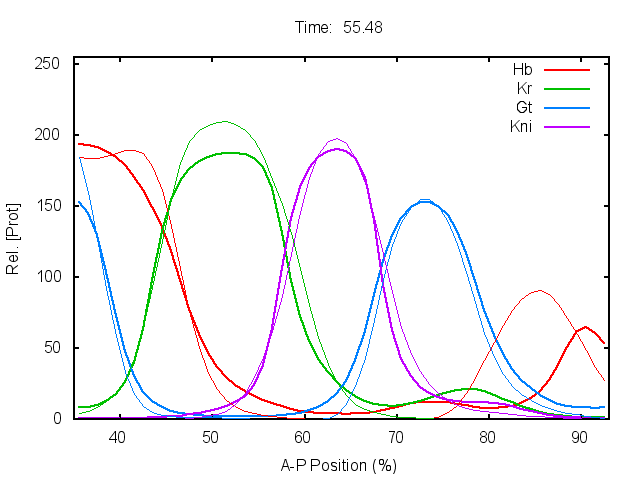 Time: 55.48
250
200
150
100
50
0
Rel. [Prot]
Hb
Kr
Gt
Kni
40 50 60 70 80 90
A-P Position (%)